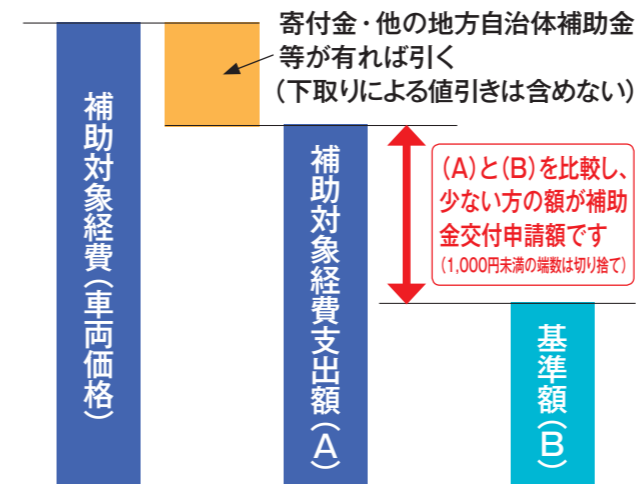 寄付金・他の地方自治体補助金
等が有れば引く
(下取りによる値引きは含めない)
補助対象経費(車両価格)
補助対象経費支出額(A)
(A)と(B)を比較し、
少ない方の額が補助
金交付申請額です
(1,000円未満の端数は切り捨て)
基準額(B)